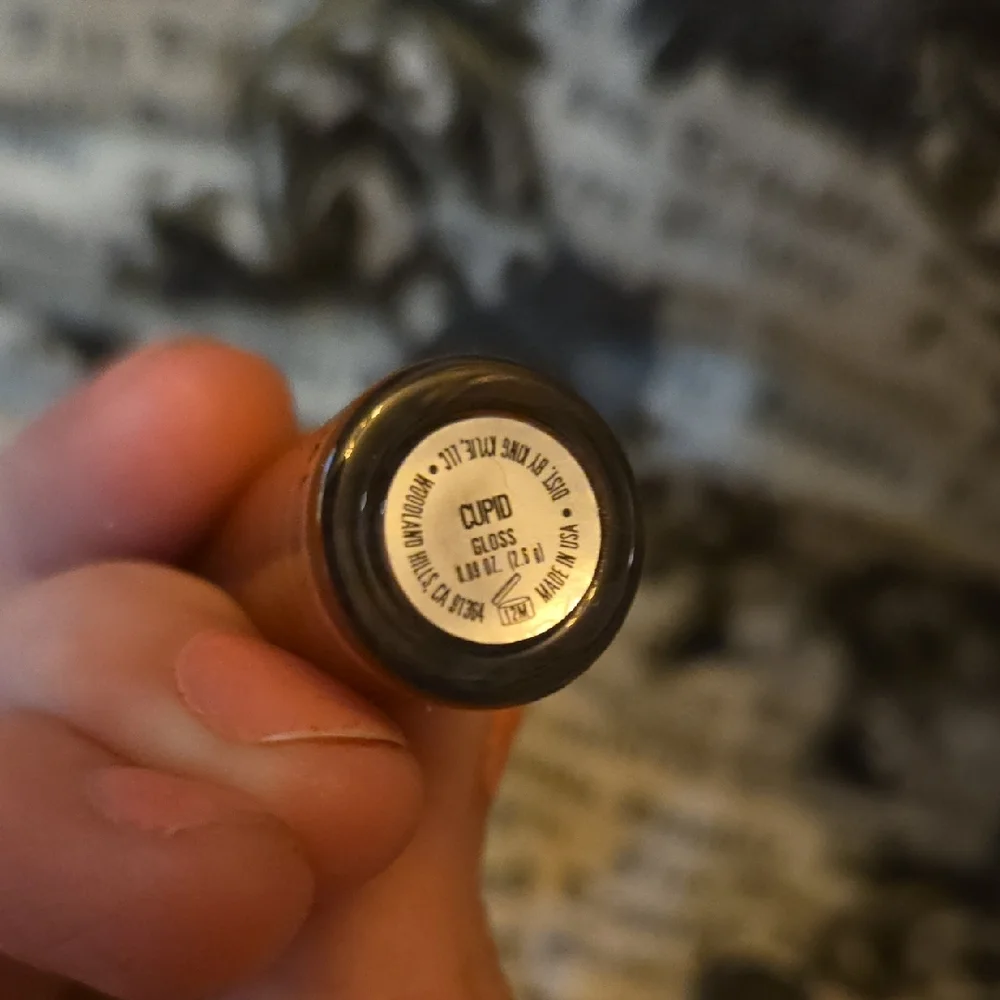 CUPID
GLOSS
0.09 OZ. (2.5 g)
12M
DIST. BY KING KYLIE, LLC • WOODLAND HILLS, CA 91364
MADE IN USA •